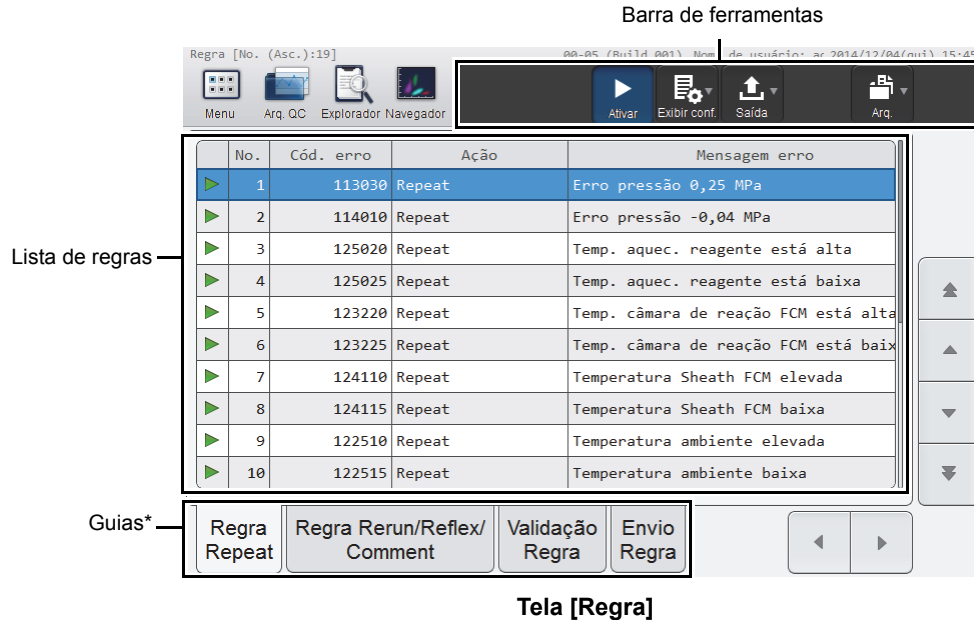 Barra de ferramentas
Regra [No. (Asc.):19] 00-05 (Build 001) Nom de usuário: ad 2014/12/04(qui) 15:45
Menu Arq. QC Explorador Navegador Ativar Exibir conf. Saída Arq.
No. Cód. erro Ação Mensagem erro
1 113030 Repeat Erro pressão 0,25 MPa
2 114010 Repeat Erro pressão -0,04 MPa
Lista de regras
3 125020 Repeat Temp. aquec. reagente está alta
4 125025 Repeat Temp. aquec. reagente está baixa
5 123220 Repeat Temp. câmara de reação FCM está alta
6 123225 Repeat Temp. câmara de reação FCM está baix
7 124110 Repeat Temperatura Sheath FCM elevada
8 124115 Repeat Temperatura Sheath FCM baixa
9 122510 Repeat Temperatura ambiente elevada
10 122515 Repeat Temperatura ambiente baixa
Guias*
Regra Repeat
Regra Rerun/Reflex/
Comment
Validação
Regra
Envio
Regra
Tela [Regra]